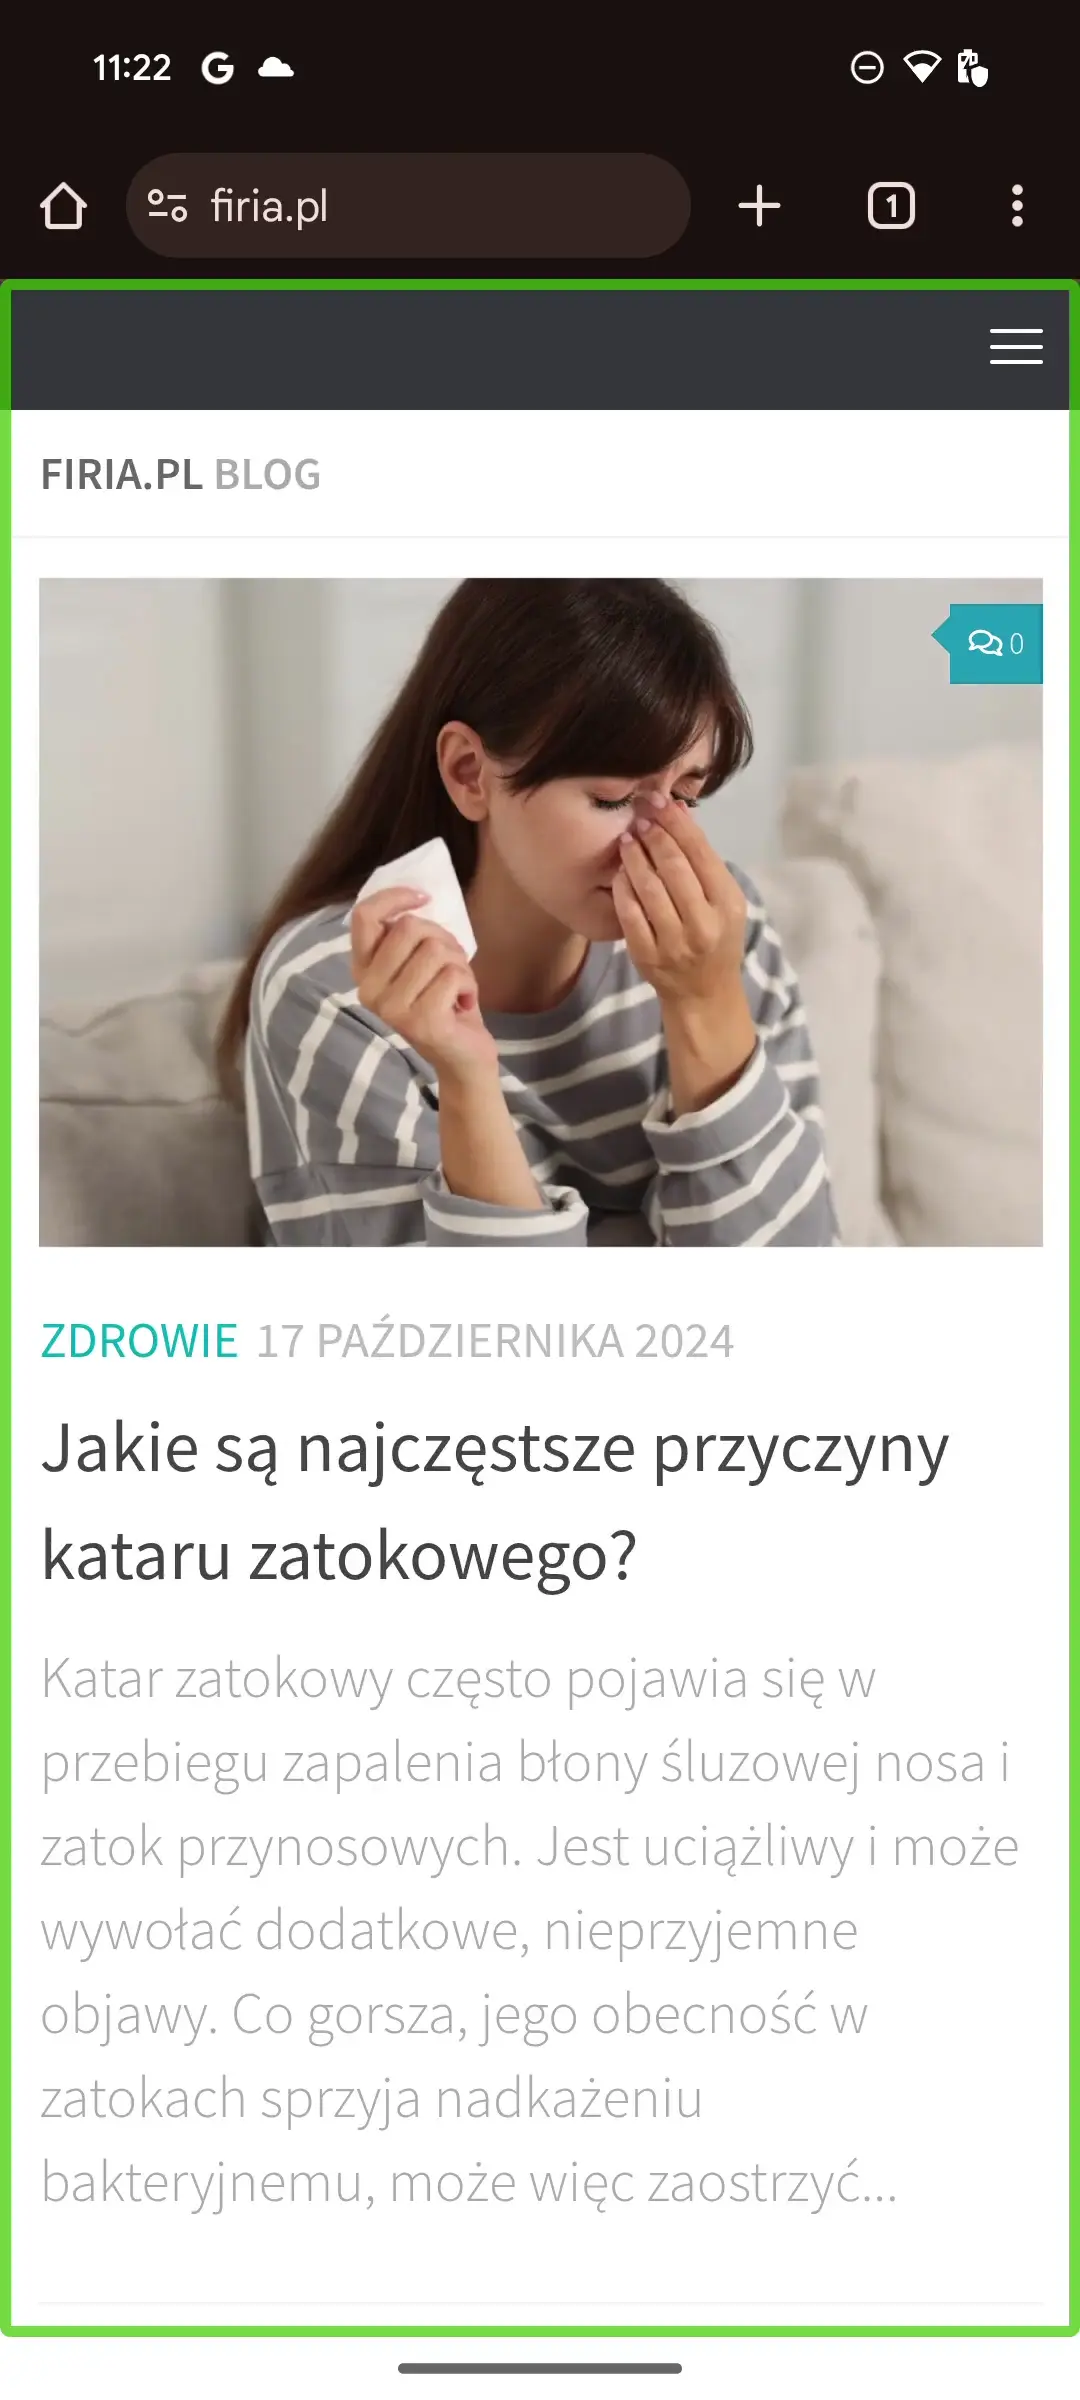 11:22
firia.pl
1
FIRIA.PL BLOG
0
ZDROWIE 17 PAŹDZIERNIKA 2024
Jakie są najczęstsze przyczyny
kataru zatokowego?
Katar zatokowy często pojawia się w
przebiegu zapalenia błony śluzowej nosa i
zatok przynosowych. Jest uciążliwy i może
wywołać dodatkowe, nieprzyjemne
objawy. Co gorsza, jego obecność w
zatokach sprzyja nadkażeniu
bakteryjnemu, może więc zaostrzyć...